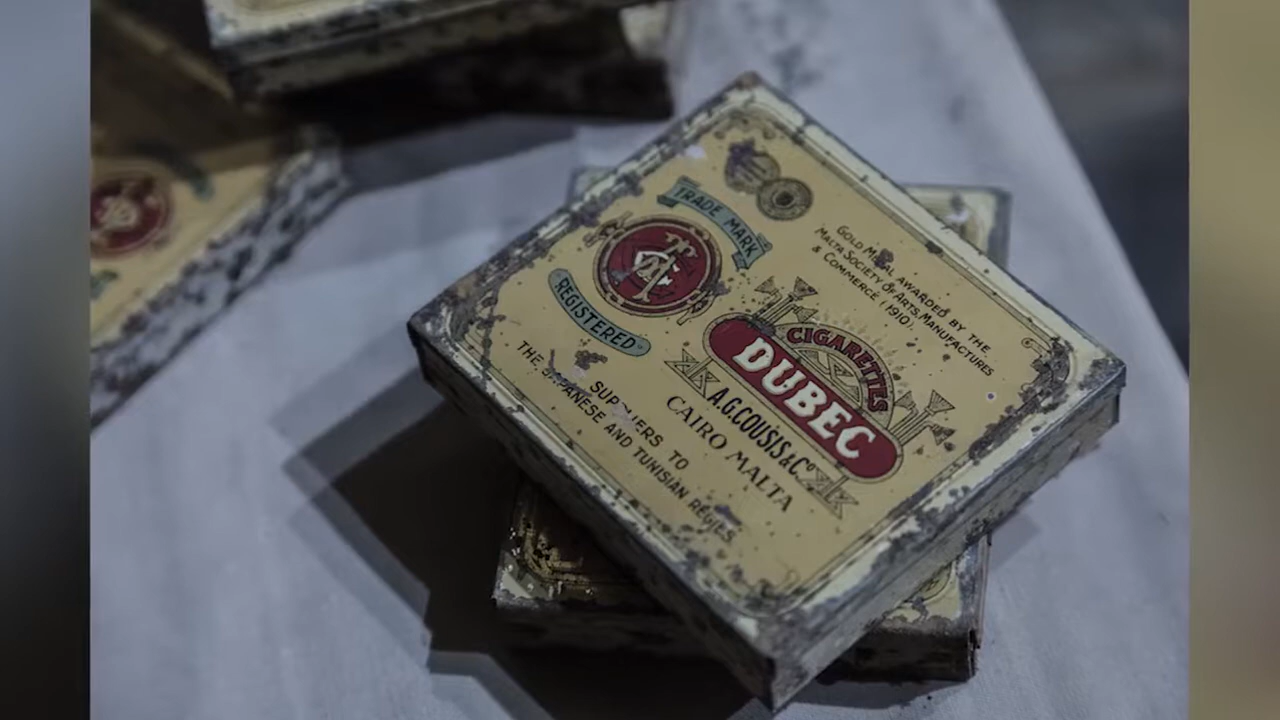 TRADE MARK
REGISTERED
GOLD MEDAL AWARDED BY THE
MALTA SOCIETY OF ARTS, MANUFACTURES
& COMMERCE (1910).
CIGARETTES
DUBEC
A.G. COUSIS & Co
CAIRO MALTA
SUPPLIERS TO
THE JAPANESE AND TUNISIAN RÉGIES